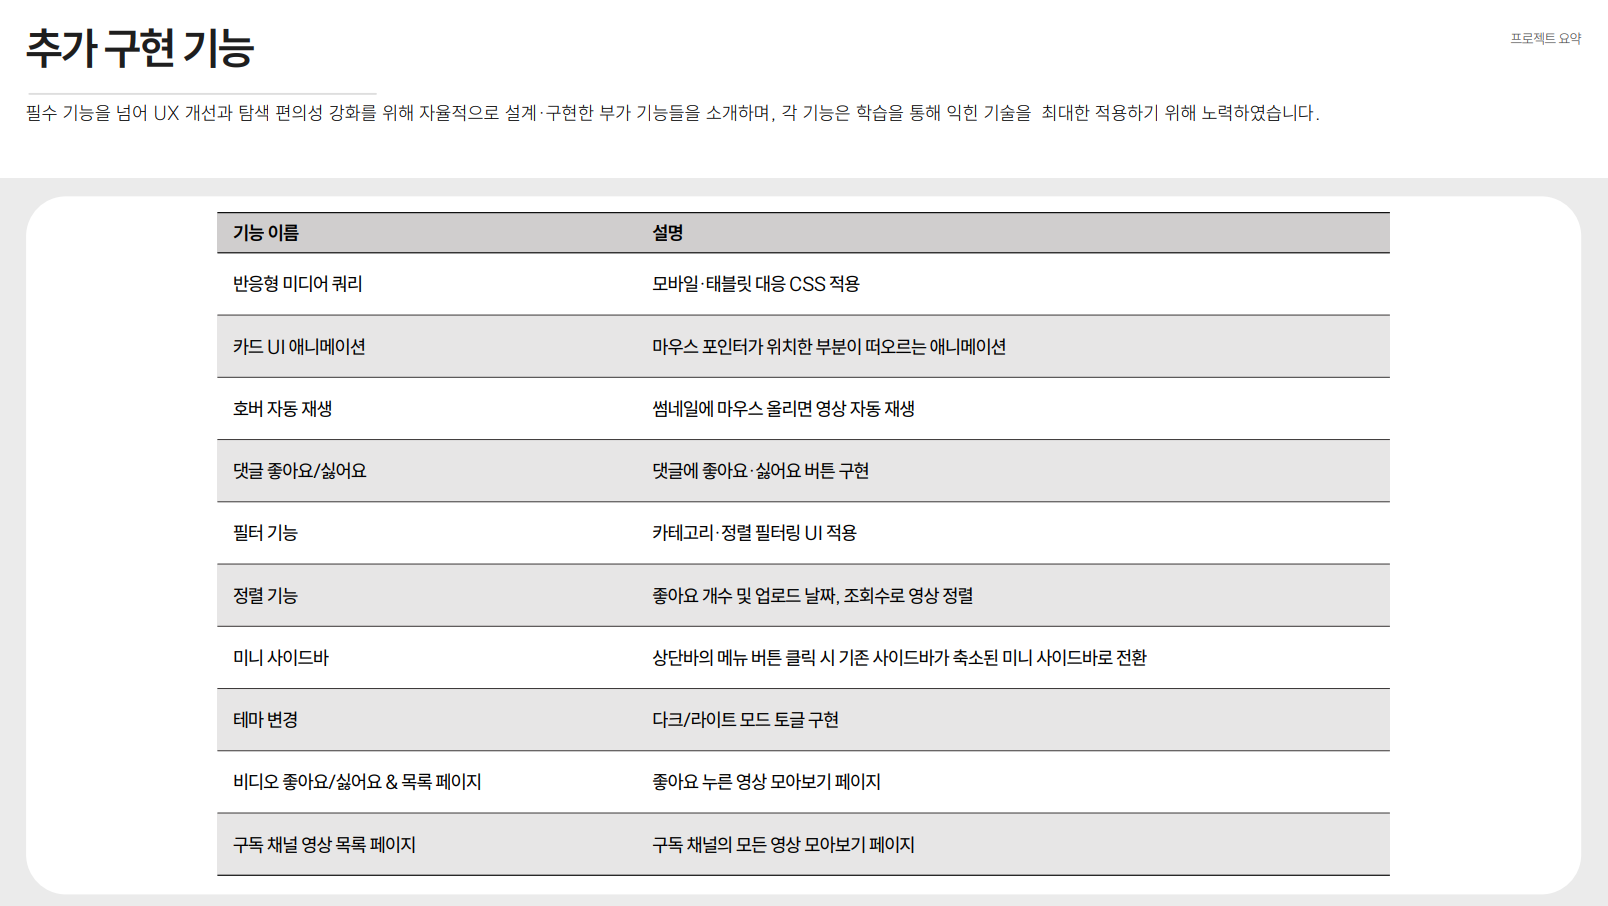 추가 구현 기능
프로젝트 요약
필수 기능을 넘어 UX 개선과 탐색 편의성 강화를 위해 자율적으로 설계·구현한 부가 기능들을 소개하며, 각 기능은 학습을 통해 익힌 기술을 최대한 적용하기 위해 노력하였습니다.
기능 이름 설명
반응형 미디어 쿼리 모바일·태블릿 대응 CSS 적용
카드 UI 애니메이션 마우스 포인터가 위치한 부분이 떠오르는 애니메이션
호버 자동 재생 썸네일에 마우스 올리면 영상 자동 재생
댓글 좋아요/싫어요 댓글에 좋아요·싫어요 버튼 구현
필터 기능 카테고리·정렬 필터링 UI 적용
정렬 기능 좋아요 개수 및 업로드 날짜, 조회수로 영상 정렬
미니 사이드바 상단바의 메뉴 버튼 클릭 시 기존 사이드바가 축소된 미니 사이드바로 전환
테마 변경 다크/라이트 모드 토글 구현
비디오 좋아요/싫어요 & 목록 페이지 좋아요 누른 영상 모아보기 페이지
구독 채널 영상 목록 페이지 구독 채널의 모든 영상 모아보기 페이지